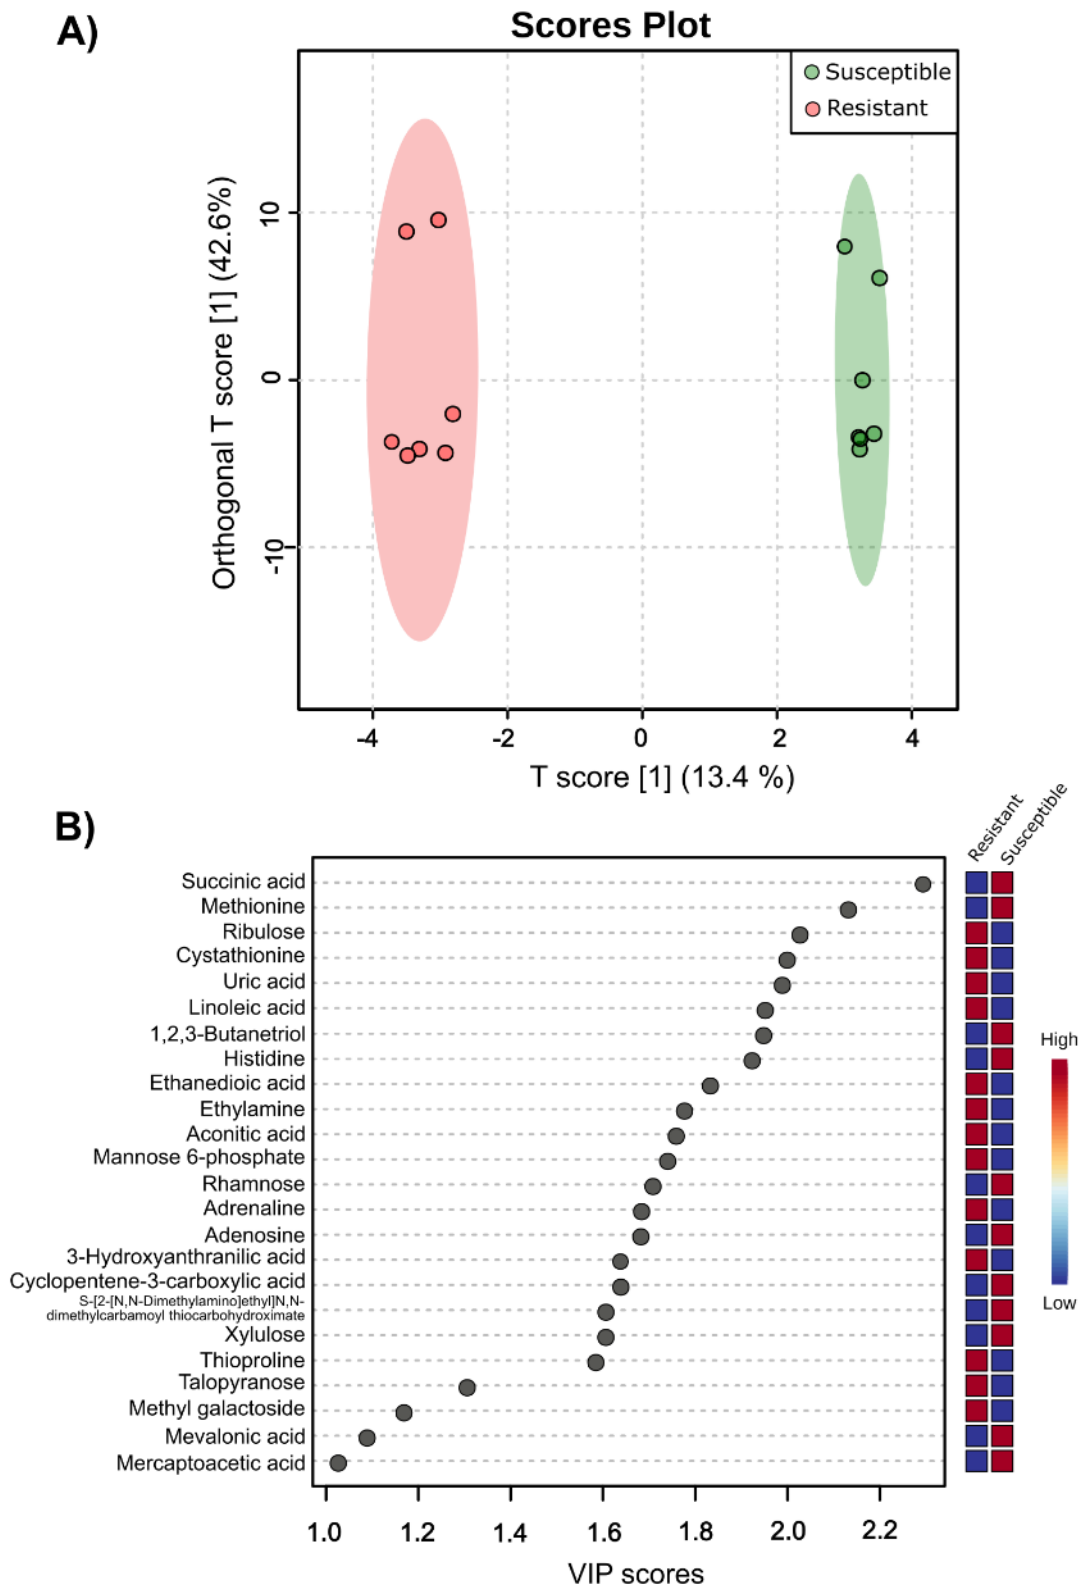 A)
Scores Plot
Susceptible
Resistant
Orthogonal T score [1] (42.6%)
10
0
-10
-4
-2
0
2
4
T score [1] (13.4 %)
B)
Resistant
Susceptible
Succinic acid
Methionine
Ribulose
Cystathionine
Uric acid
Linoleic acid
1,2,3-Butanetriol
Histidine
Ethanedioic acid
Ethylamine
Aconitic acid
Mannose 6-phosphate
Rhamnose
Adrenaline
Adenosine
3-Hydroxyanthranilic acid
Cyclopentene-3-carboxylic acid
S-[2-[N,N-Dimethylamino]ethyl]N,N-
dimethylcarbamoyl thiocarbohydroximate
Xylulose
Thioproline
Talopyranose
Methyl galactoside
Mevalonic acid
Mercaptoacetic acid
High
Low
1.0
1.2
1.4
1.6
1.8
2.0
2.2
VIP scores